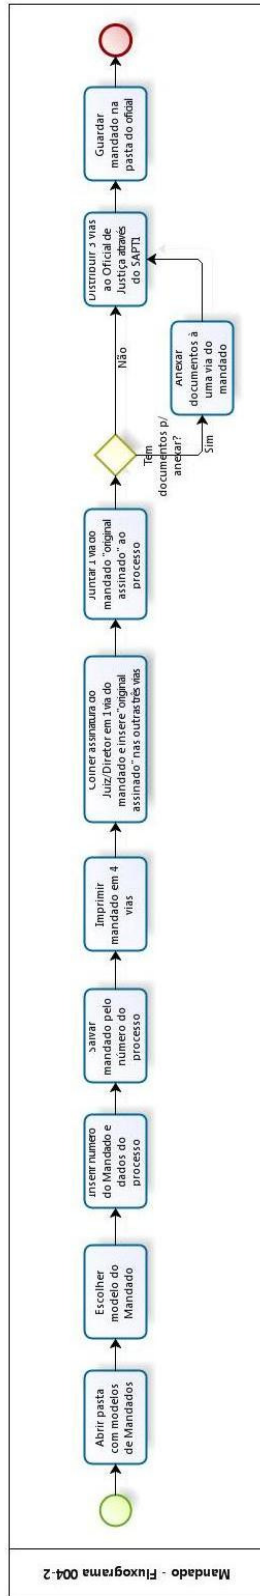 Mandado - Fluxograma 004-2
Abrir pasta
com modelos
de Mandados
Escolher
modelo do
Mandado
Inserir número
do Mandado e
dados do
processo
Salvar
mandado pelo
número do
processo
Imprimir
mandado em 4
vias
Colher assinatura do
Juiz/Diretor em 1 via do
mandado e insere "original
assinado" nas outras três vias
Juntar 1 via do
mandado "original
assinado" ao
processo
Tem
documentos p/
anexar?
Não
Sim
Anexar
documentos à
uma via do
mandado
Distribuir 3 vias
ao Oficial de
Justiça através
do SAPTI
Guardar
mandado na
pasta do oficial